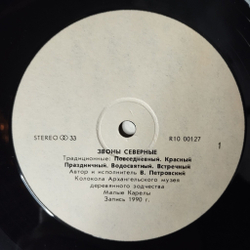 ЗВОНЫ СЕВЕРНЫЕ
STEREO 33 R10 00127
Традиционные: Повседневный. Красный
Праздничный. Водосвятный. Встречный
1
Автор и исполнитель В. Петровский
Колокола Архангельского музея
деревянного зодчества
Малые Карелы
Запись 1990 г.